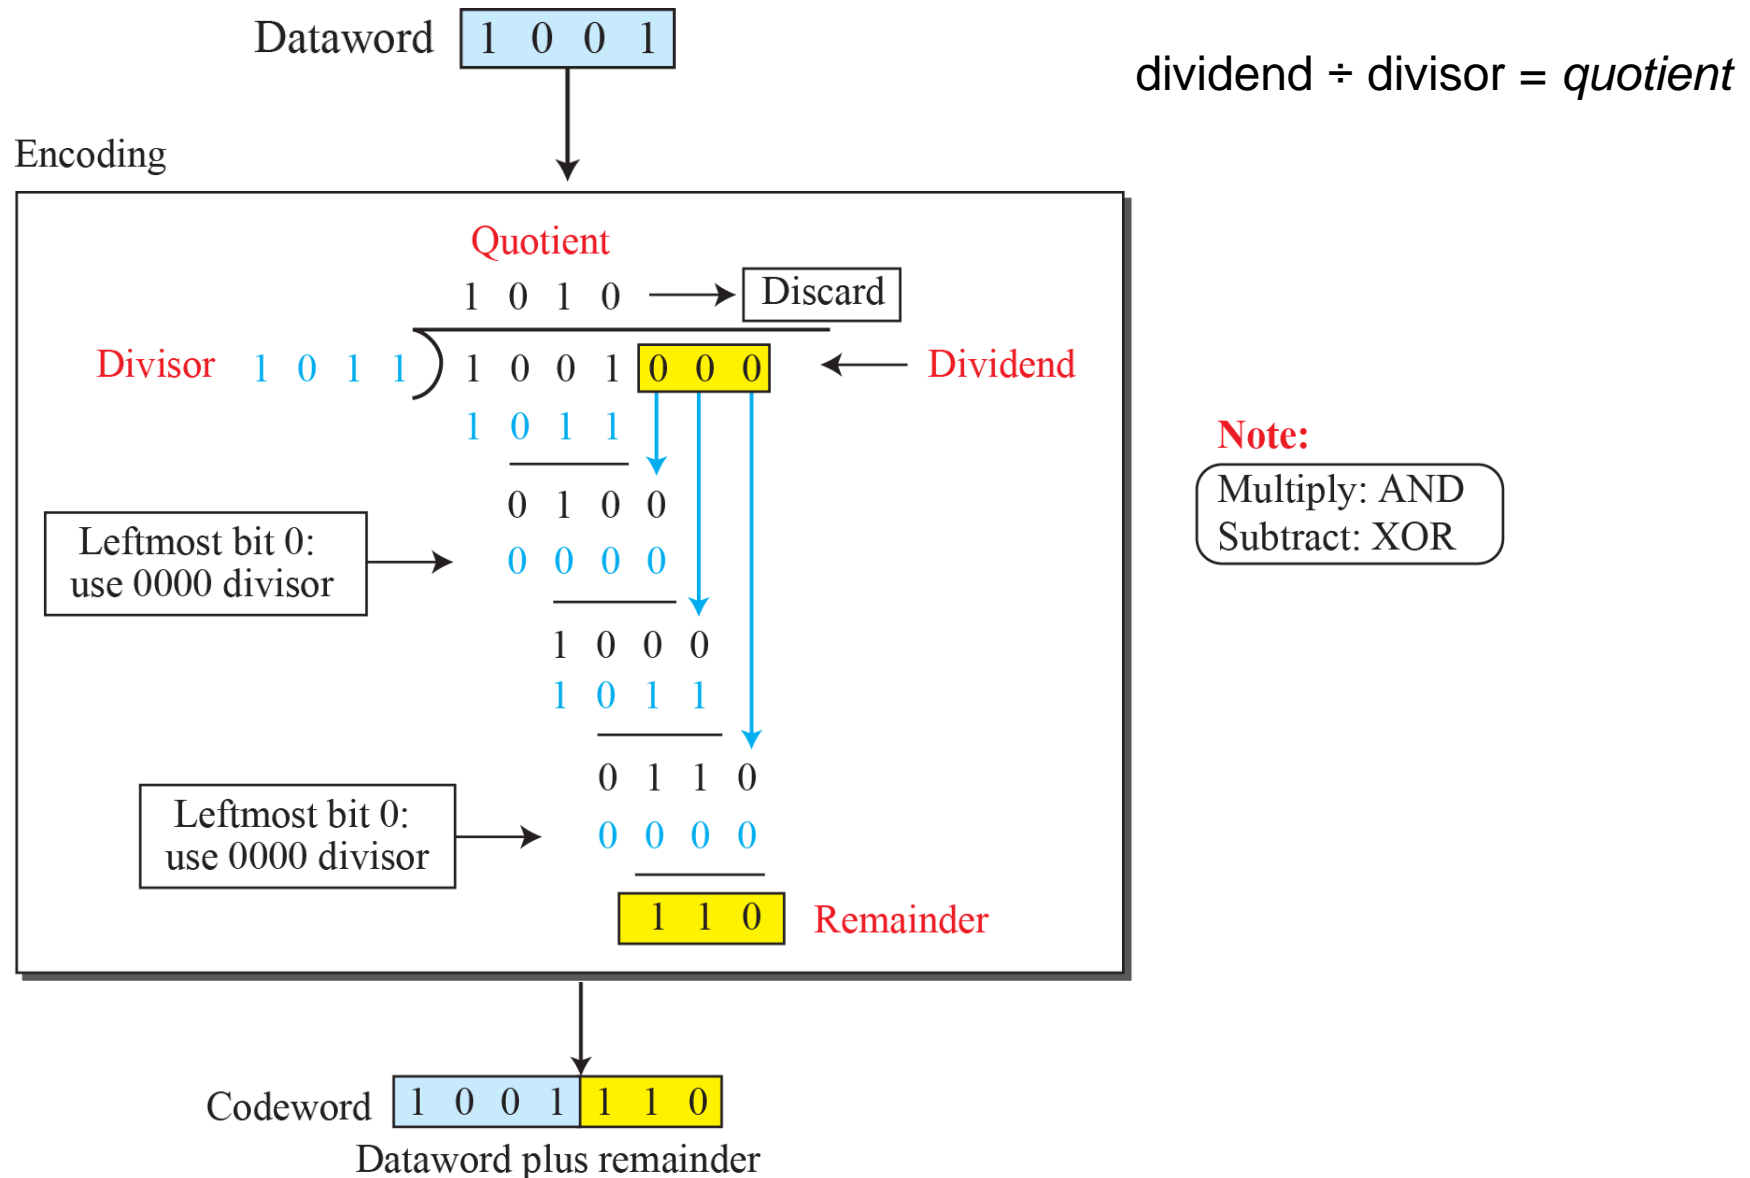 Dataword 1 0 0 1
dividend ÷ divisor = quotient
Encoding
Quotient
1 0 1 0 Discard
Divisor 1 0 1 1 1 0 0 1 0 0 0 Dividend
1 0 1 1
Note:
Multiply: AND
Subtract: XOR
0 1 0 0
Leftmost bit 0:
use 0000 divisor
0 0 0 0
1 0 0 0
1 0 1 1
0 1 1 0
Leftmost bit 0:
use 0000 divisor
0 0 0 0
1 1 0 Remainder
Codeword 1 0 0 1 1 1 0
Dataword plus remainder